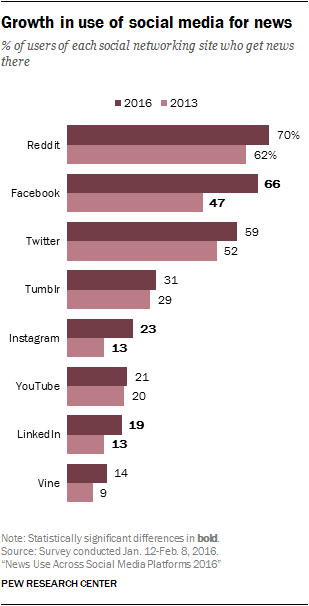 Growth in use of social media for news
% of users of each social networking site who get news
there
2016 2013
Reddit 70%
62%
Facebook 66
47
Twitter 59
52
Tumblr 31
29
Instagram 23
13
YouTube 21
20
LinkedIn 19
13
Vine 14
9
Note: Statistically significant differences in bold.
Source: Survey conducted Jan. 12-Feb. 8, 2016.
“News Use Across Social Media Platforms 2016”
PEW RESEARCH CENTER